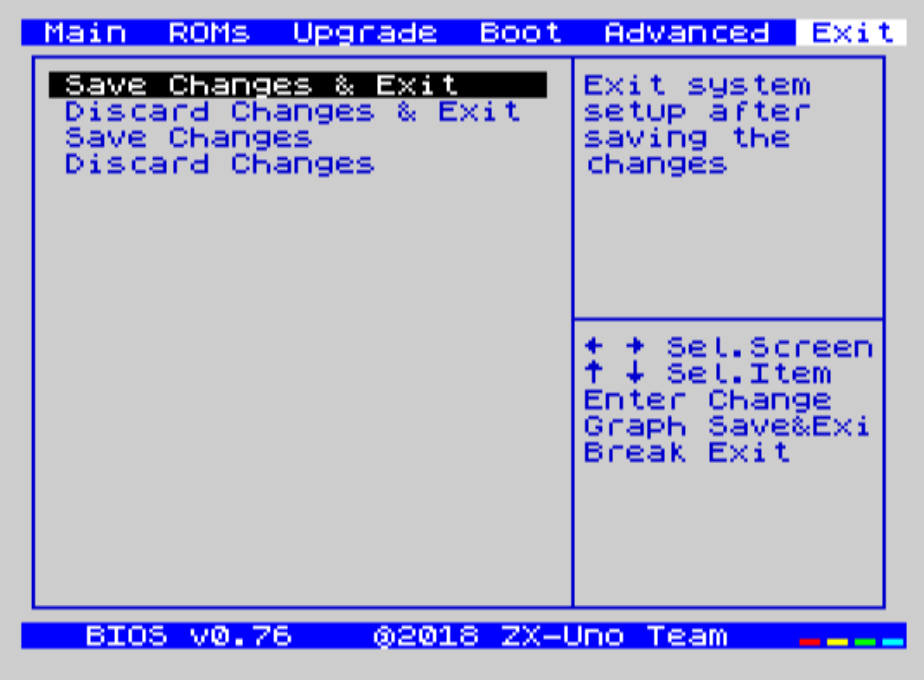 Main ROMs Upgrade Boot Advanced Exit
Save Changes & Exit
Discard Changes & Exit
Save Changes
Discard Changes
Exit system
setup after
saving the
changes
← → Sel.Screen
↑ ↓ Sel.Item
Enter Change
Graph Save&Exi
Break Exit
BIOS v0.76 ©2018 ZX-Uno Team